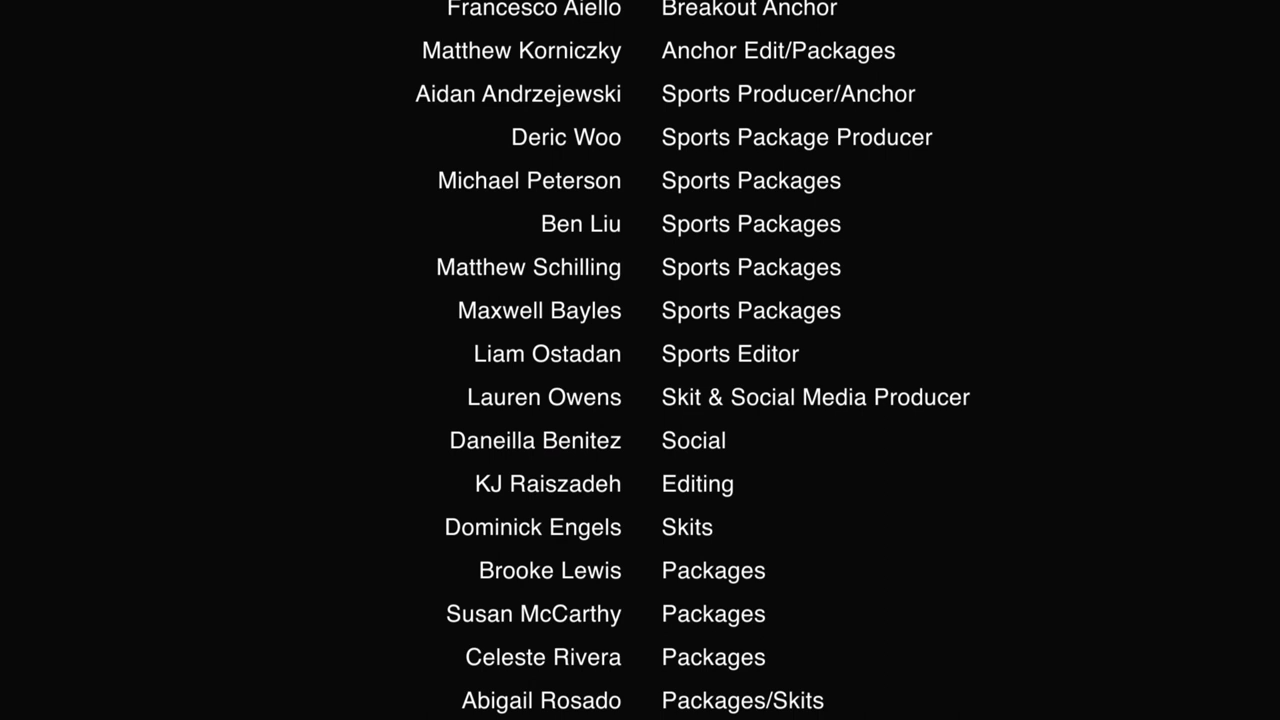 Francesco Aiello Breakout Anchor
Matthew Korniczky Anchor Edit/Packages
Aidan Andrzejewski Sports Producer/Anchor
Deric Woo Sports Package Producer
Michael Peterson Sports Packages
Ben Liu Sports Packages
Matthew Schilling Sports Packages
Maxwell Bayles Sports Packages
Liam Ostadan Sports Editor
Lauren Owens Skit & Social Media Producer
Daneilla Benitez Social
KJ Raiszadeh Editing
Dominick Engels Skits
Brooke Lewis Packages
Susan McCarthy Packages
Celeste Rivera Packages
Abigail Rosado Packages/Skits